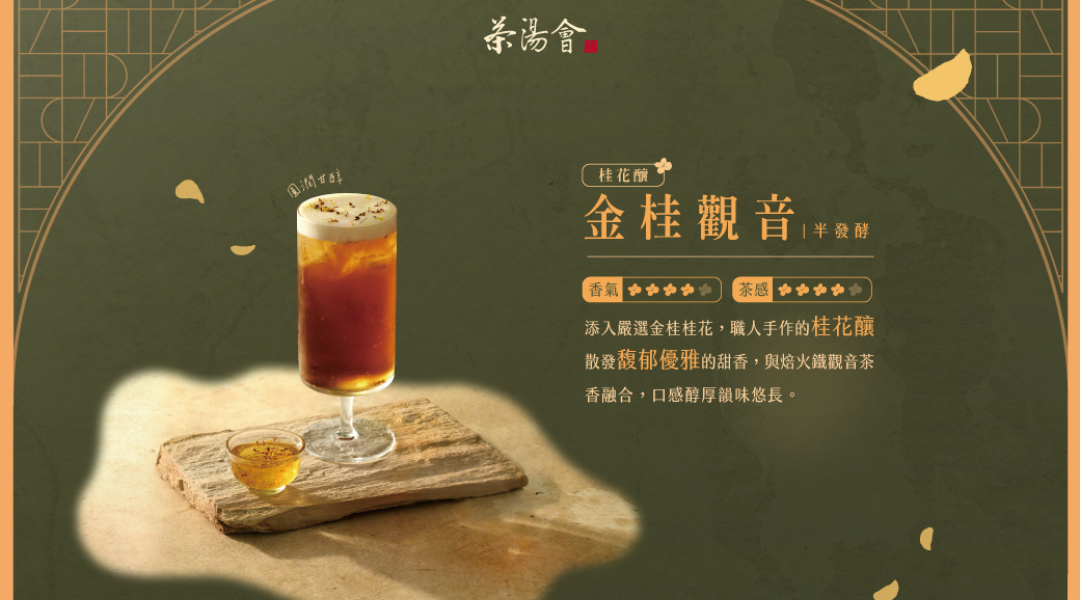 茶湯會
圓潤甘醇
桂花釀
金桂觀音
半發酵
香氣
茶感
添入嚴選金桂桂花，職人手作的桂花釀
散發馥郁優雅的甜香，與焙火鐵觀音茶
香融合，口感醇厚韻味悠長。